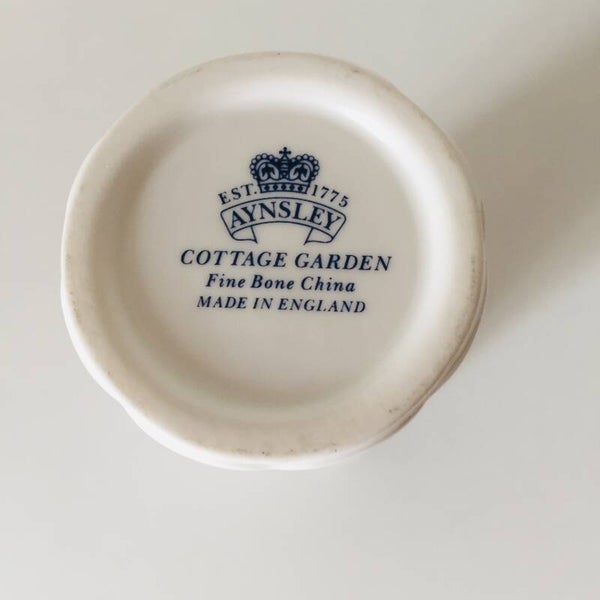 EST. 1775
AYNSLEY
COTTAGE GARDEN
Fine Bone China
MADE IN ENGLAND